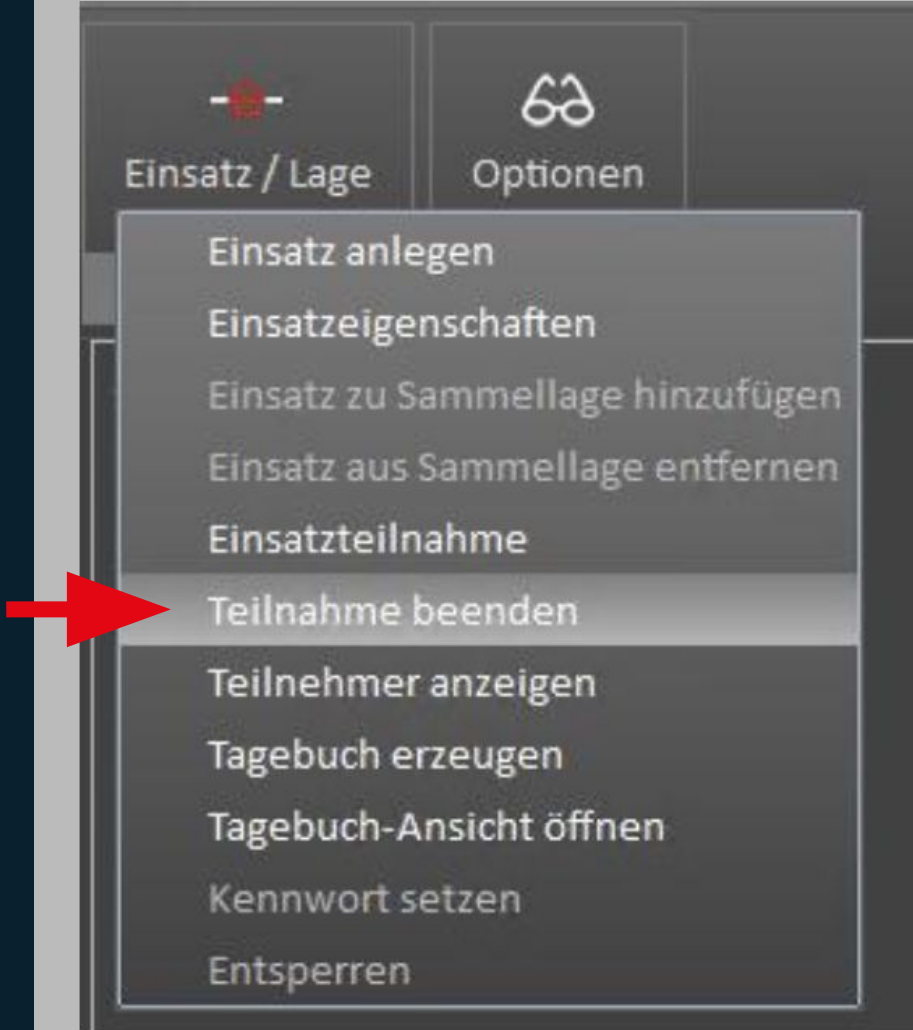 Einsatz / Lage
Optionen
Einsatz anlegen
Einsatzeigenschaften
Einsatz zu Sammellage hinzufügen
Einsatz aus Sammellage entfernen
Einsatzteilnahme
Teilnahme beenden
Teilnehmer anzeigen
Tagebuch erzeugen
Tagebuch-Ansicht öffnen
Kennwort setzen
Entsperren